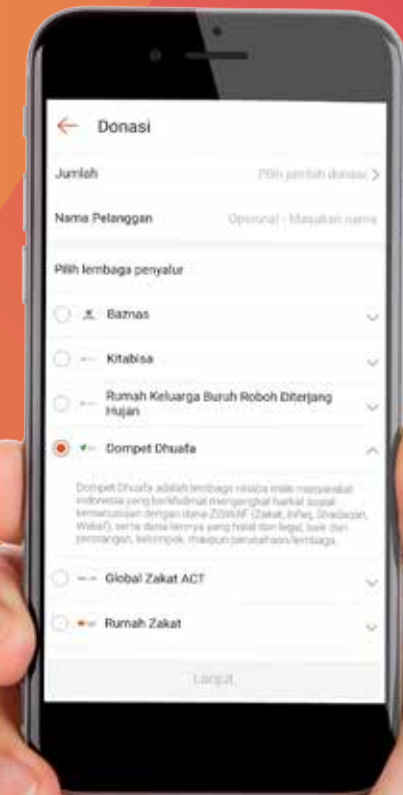 Donasi
Jumlah
Pilih jumlah donasi
Nama Pelanggan
Opsional - Masukan nama
Pilih lembaga penyalur
Baznas
Kitabisa
Rumah Keluarga Buruh Roboh Diterjang
Hujan
Dompet Dhuafa
Dompet Dhuafa adalah lembaga nirlaba milik masyarakat
indonesia yang berkhidmat mengangkat harkat sosial
kemanusiaan dengan dana ZISWAF (Zakat, Infaq, Shadaqah,
Wakaf), serta dana lainnya yang halal dan legal, baik dari
perorangan, kelompok, maupun perusahaan/lembaga.
Global Zakat ACT
Rumah Zakat
Lanjut